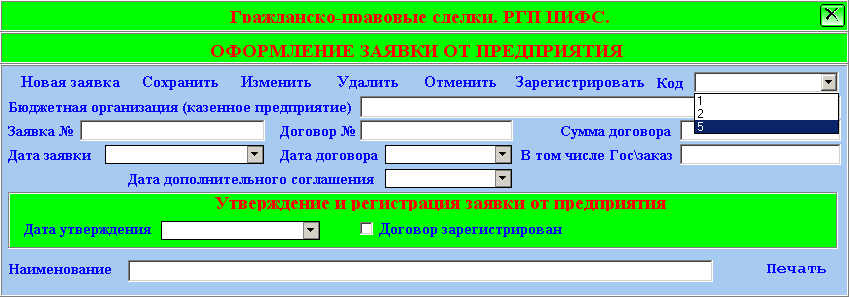 Гражданско-правовые сделки. РГП ЦИФС.
ОФОРМЛЕНИЕ ЗАЯВКИ ОТ ПРЕДПРИЯТИЯ
Новая заявка Сохранить Изменить Удалить Отменить Зарегистрировать Код
1
2
5
Бюджетная организация (казенное предприятие)
Заявка № Договор № Сумма договора
Дата заявки Дата договора В том числе Гос\заказ
Дата дополнительного соглашения
Утверждение и регистрация заявки от предприятия
Дата утверждения Договор зарегистрирован
Наименование Печать